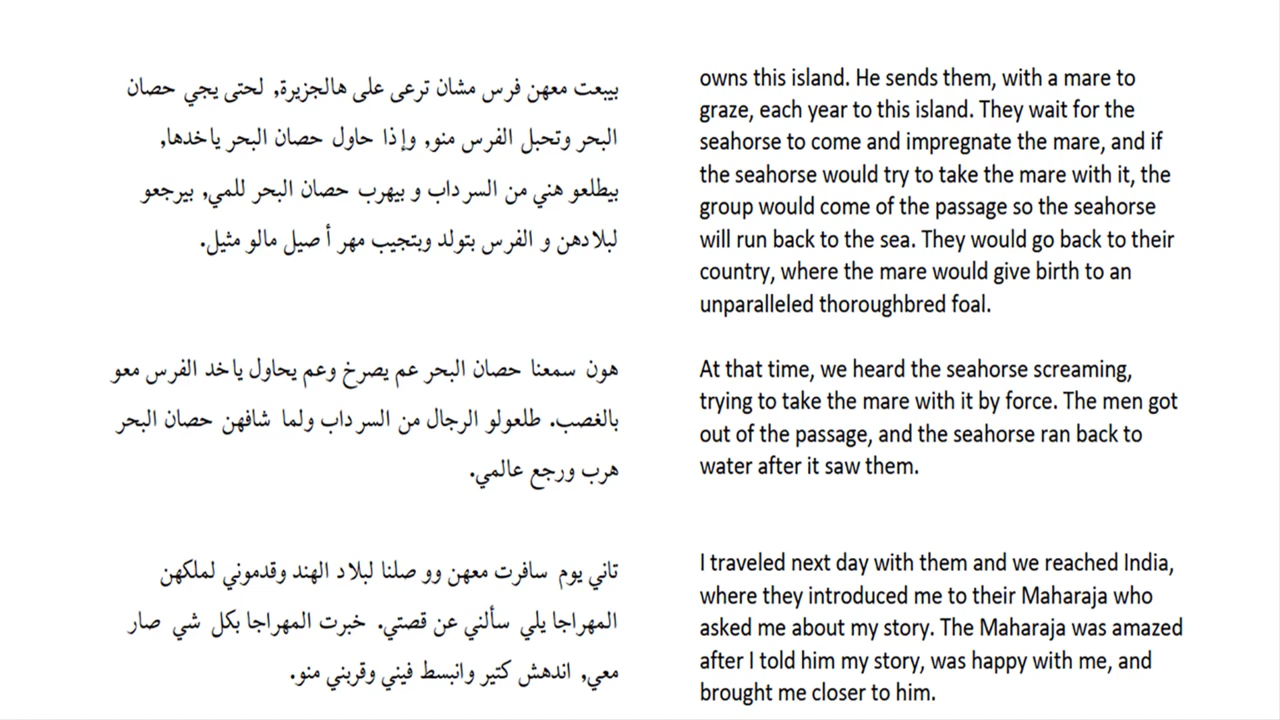 بيبعت معهن فرس مشان ترعى على هالجزيرة, لحتى يجي حصان
البحر وتحبل الفرس منو, وإذا حاول حصان البحر ياخدها,
بيطلعو هني من السرداب و بيهرب حصان البحر للمي, بيرجعو
لبلادهن و الفرس بتولد وبتجيب مهر أصيل مالو مثيل.
هون سمعنا حصان البحر عم يصرخ وعم يحاول ياخد الفرس معو
بالغصب. طلعولو الرجال من السرداب ولما شافهن حصان البحر
هرب ورجع عالمي.
تاني يوم سافرت معهن ووصلنا لبلاد الهند وقدموني لملكهن
المهراجا يلي سألني عن قصتي. خبرت المهراجا بكل شي صار
معي, اندهش كتير وانبسط فيني وقربني منو.
owns this island. He sends them, with a mare to
graze, each year to this island. They wait for the
seahorse to come and impregnate the mare, and if
the seahorse would try to take the mare with it, the
group would come of the passage so the seahorse
will run back to the sea. They would go back to their
country, where the mare would give birth to an
unparalleled thoroughbred foal.
At that time, we heard the seahorse screaming,
trying to take the mare with it by force. The men got
out of the passage, and the seahorse ran back to
water after it saw them.
I traveled next day with them and we reached India,
where they introduced me to their Maharaja who
asked me about my story. The Maharaja was amazed
after I told him my story, was happy with me, and
brought me closer to him.